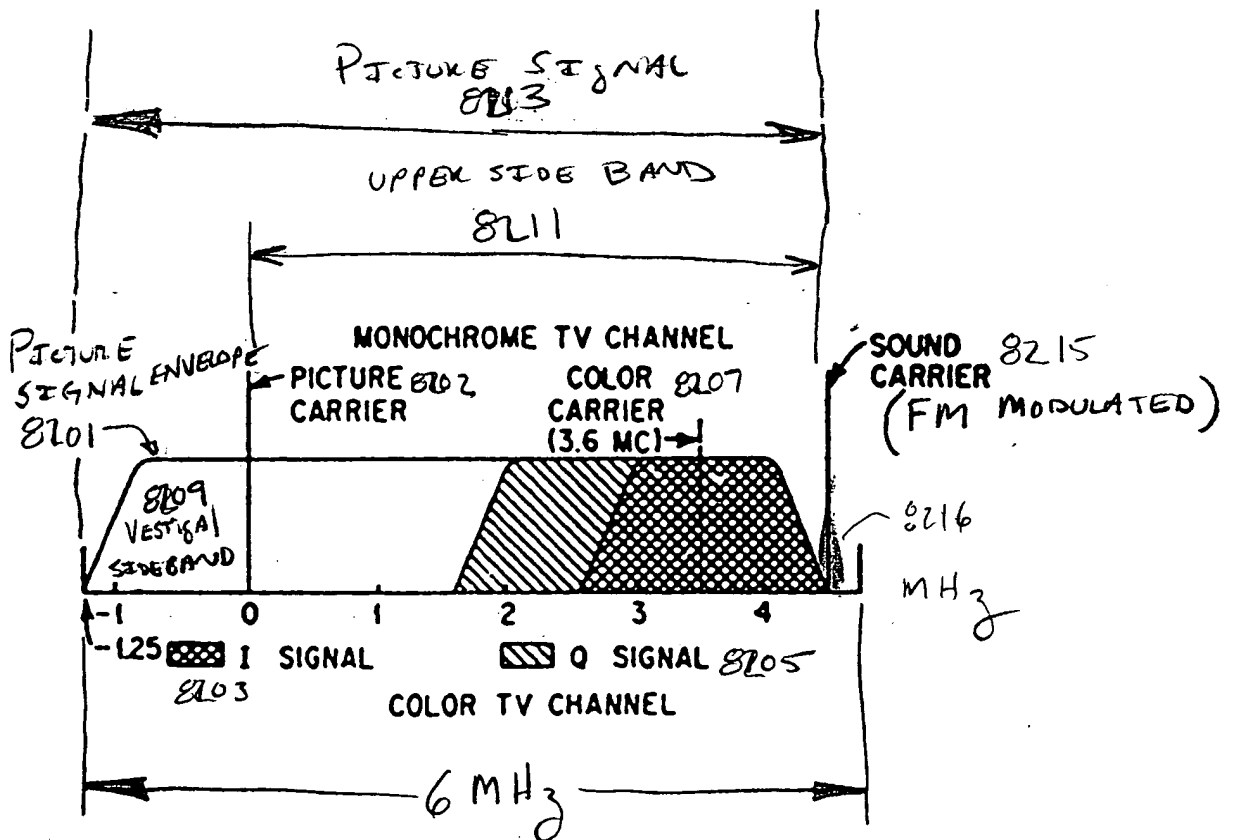 PICTURE SIGNAL
8213
UPPER SIDE BAND
8211
MONOCHROME TV CHANNEL
PICTURE
SIGNAL ENVELOPE
8201
PICTURE 8202
CARRIER
COLOR 8207
CARRIER
(3.6 MC)
SOUND 8215
CARRIER
(FM MODULATED)
8209
VESTIGAL
SIDEBAND
8216
-1 0 1 2 3 4 MHz
-1.25 I SIGNAL Q SIGNAL 8205
8203
COLOR TV CHANNEL
6 MHz